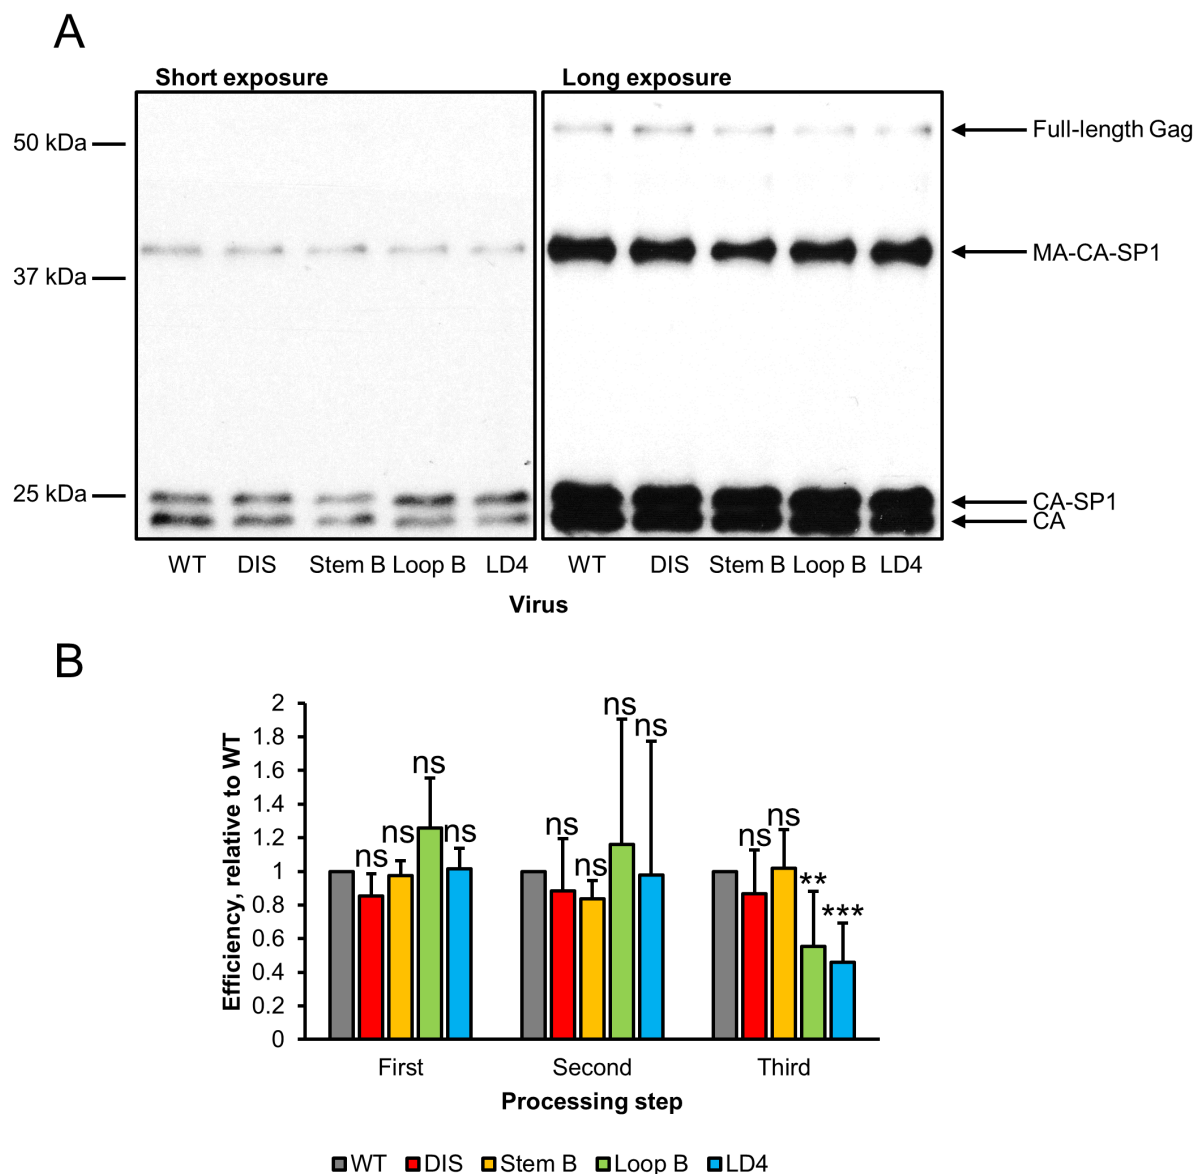 A
Short exposure
Long exposure
50 kDa
37 kDa
25 kDa
Full-length Gag
MA-CA-SP1
CA-SP1
CA
WT DIS Stem B Loop B LD4
WT DIS Stem B Loop B LD4
Virus
B
Efficiency, relative to WT
2
1.8
1.6
1.4
1.2
1
0.8
0.6
0.4
0.2
0
ns ns ns ns
ns ns ns ns
ns ns ** ***
First Second Third
Processing step
WT DIS Stem B Loop B LD4